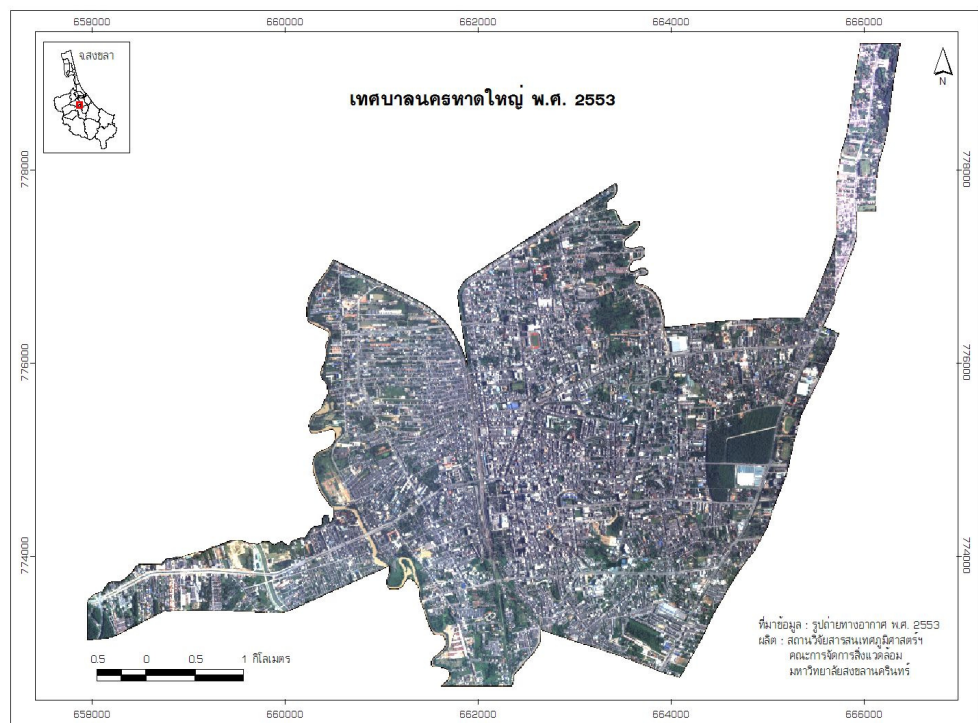 658000 660000 662000 664000 666000
จ.สงขลา
N
เทศบาลนครหาดใหญ่ พ.ศ. 2553
778000 778000
776000 776000
774000 774000
ที่มาข้อมูล : รูปถ่ายทางอากาศ พ.ศ. 2553
ผลิต : สถานวิจัยสารสนเทศภูมิศาสตร์ฯ
คณะการจัดการสิ่งแวดล้อม
มหาวิทยาลัยสงขลานครินทร์
0.5 0 0.5 1 กิโลเมตร
658000 660000 662000 664000 666000